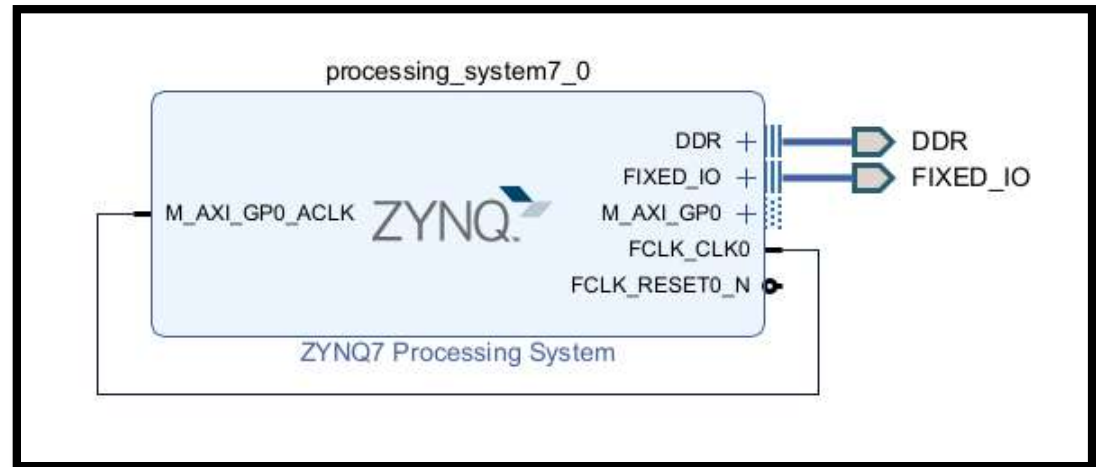 processing_system7_0
DDR
DDR
FIXED_IO
FIXED_IO
M_AXI_GP0_ACLK
ZYNQ
M_AXI_GP0
FCLK_CLK0
FCLK_RESET0_N
ZYNQ7 Processing System